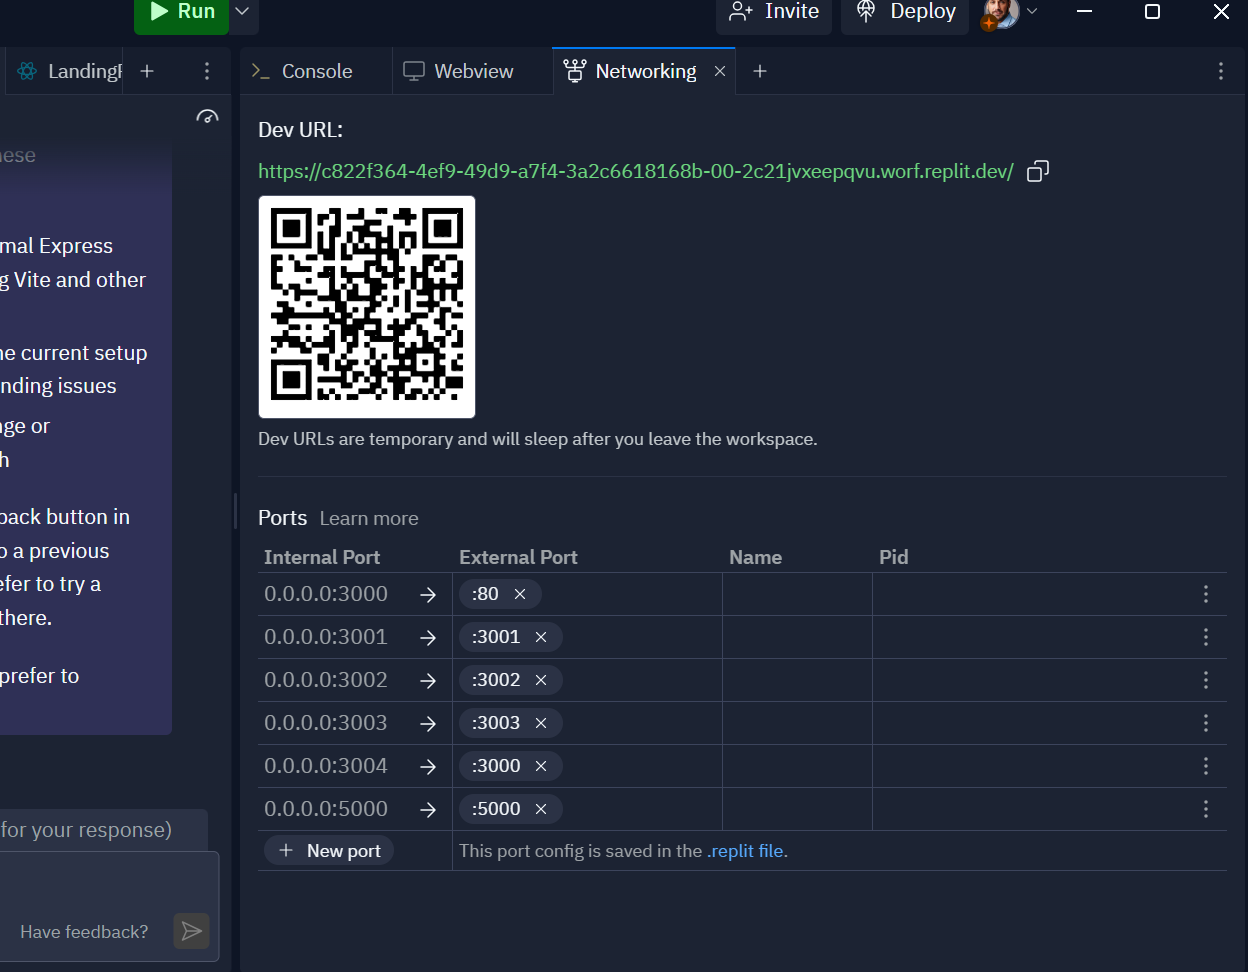 Run
Invite
Deploy
Console
Webview
Networking
Dev URL:
https://c822f364-4ef9-49d9-a7f4-3a2c6618168b-00-2c21jvxeepqvu.worf.replit.dev/
mal Express
g Vite and other
current setup
nding issues
or
back button in
a previous
to try a
there.
prefer to
for your response)
Have feedback?
Dev URLs are temporary and will sleep after you leave the workspace.
Ports Learn more
Internal Port External Port Name Pid
0.0.0.0:3000 → :80
0.0.0.0:3001 → :3001
0.0.0.0:3002 → :3002
0.0.0.0:3003 → :3003
0.0.0.0:3004 → :3000
0.0.0.0:5000 → :5000
+ New port This port config is saved in the .replit file.